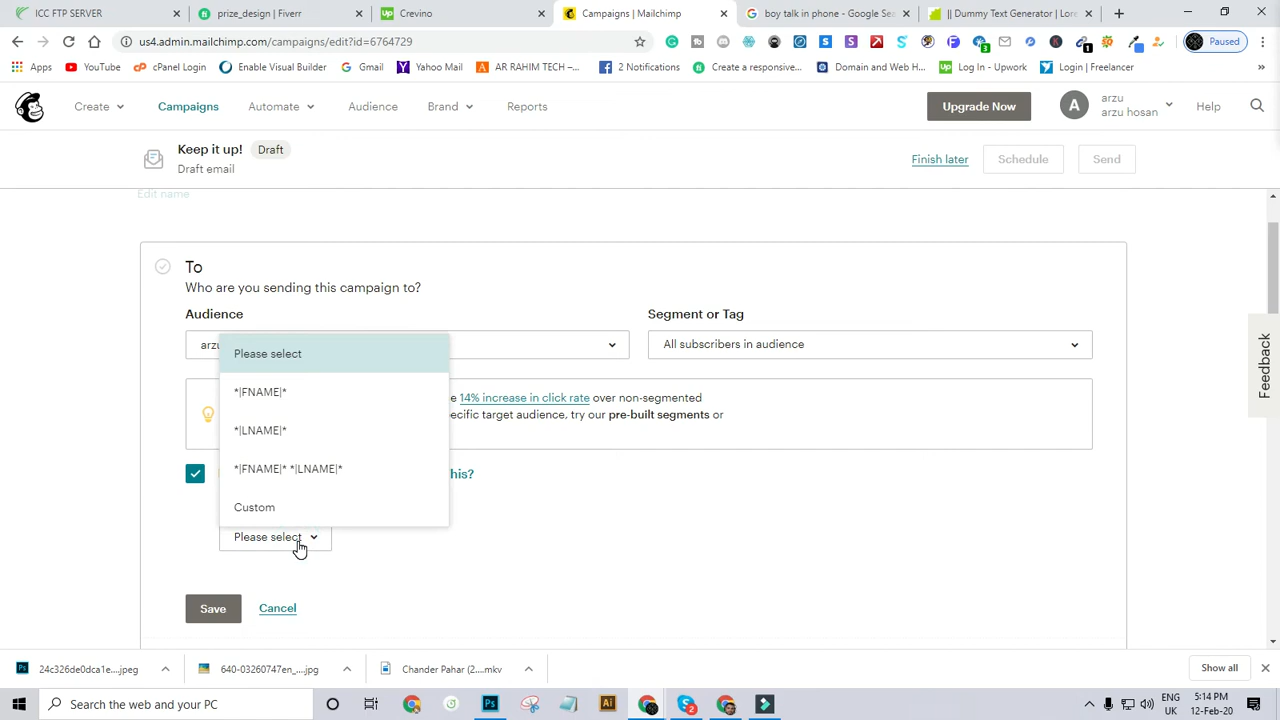 ICC FTP SERVER
prize_design | Fiverr
Crevino
Campaigns | Mailchimp
boy talk in phone - Google Sea
|| Dummy Text Generator | Lore
us4.admin.mailchimp.com/campaigns/edit?id=6764729
Paused
Apps
YouTube
cPanel Login
Enable Visual Builder
Gmail
Yahoo Mail
AR RAHIM TECH –...
2 Notifications
Create a responsive...
Domain and Web H...
Log In - Upwork
Login | Freelancer
Create
Campaigns
Automate
Audience
Brand
Reports
Upgrade Now
A
arzu
arzu hosan
Help
Keep it up!
Draft
Draft email
Finish later
Schedule
Send
Edit name
To
Who are you sending this campaign to?
Audience
Segment or Tag
arzu
All subscribers in audience
Please select
*|FNAME|*
*|LNAME|*
*|FNAME|* *|LNAME|*
Custom
14% increase in click rate over non-segmented
target audience, try our pre-built segments or
his?
Please select
Save
Cancel
Feedback
24c326de0dca1e....jpeg
640-03260747en_....jpg
Chander Pahar (2....mkv
Show all
Search the web and your PC
ENG
UK
5:14 PM
12-Feb-20